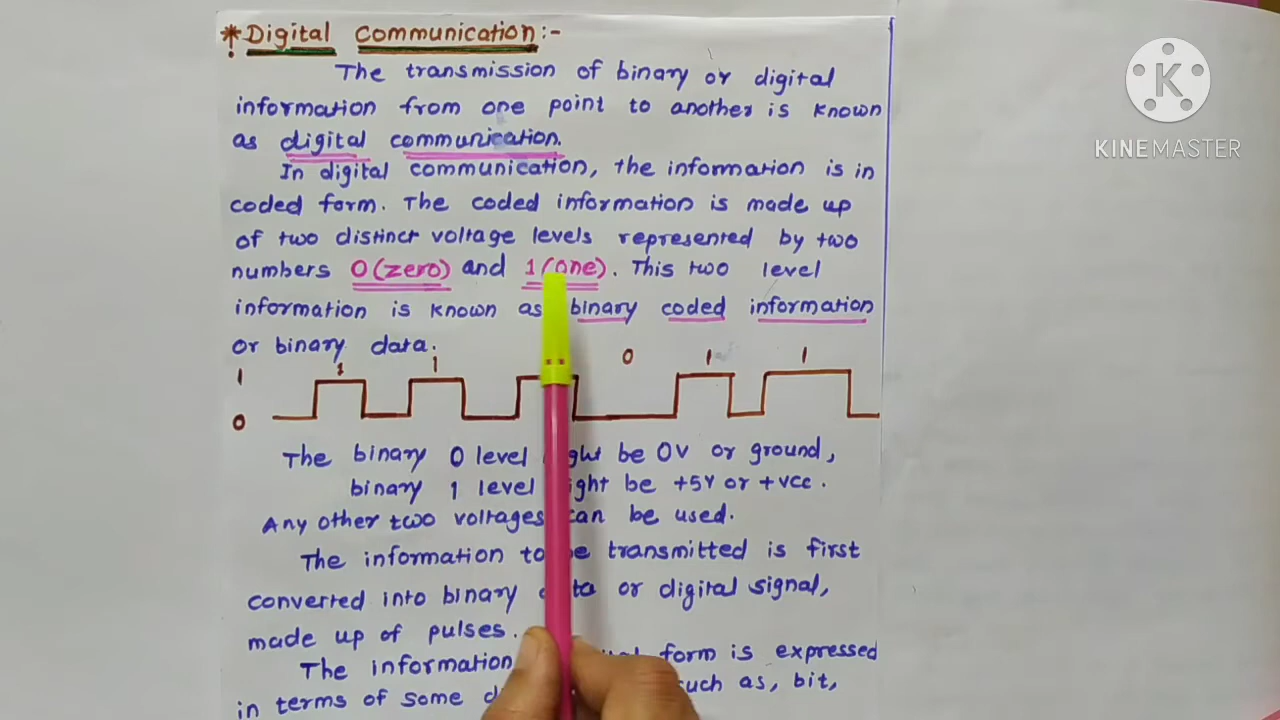 * Digital Communication :-
The transmission of binary or digital
information from one point to another is known
as digital communication.
In digital communication, the information is in
coded form. The coded information is made up
of two distinct voltage levels represented by two
numbers 0 (zero) and 1 (one). This two level
information is known as binary coded information
or binary data.
1 1 1 0 1 1
0
The binary 0 level might be 0V or ground,
binary 1 level might be +5V or +Vcc.
Any other two voltages can be used.
The information to be transmitted is first
converted into binary data or digital signal,
made up of pulses.
The information form is expressed
in terms of some such as, bit,
K
KINEMASTER